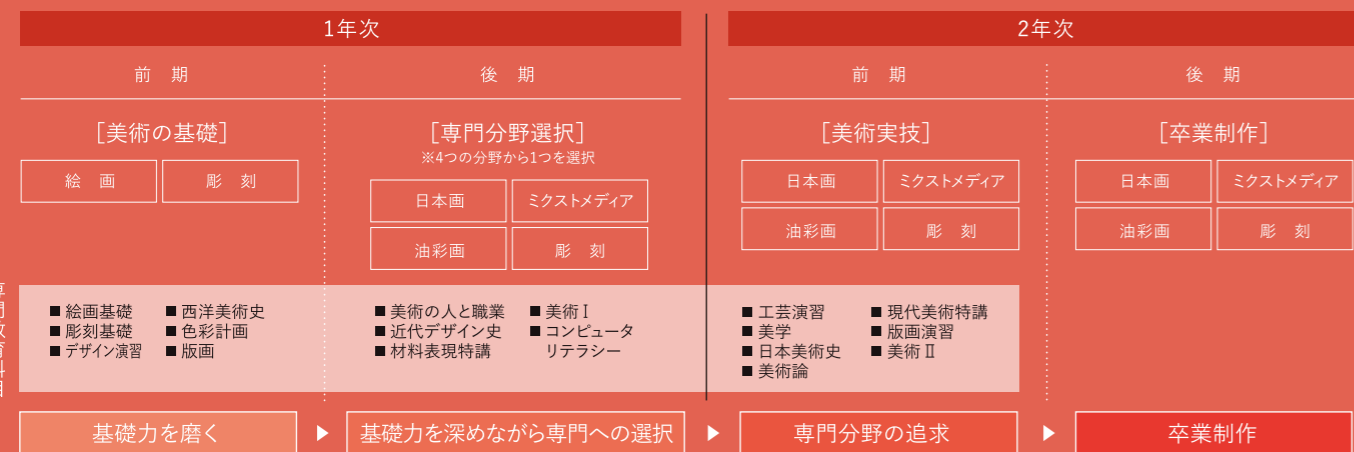 1年次
2年次
前 期
後 期
前 期
後 期
[美術の基礎]
[専門分野選択]
[美術実技]
[卒業制作]
※4つの分野から1つを選択
絵 画
彫 刻
日本画
ミクストメディア
油彩画
彫 刻
日本画
ミクストメディア
油彩画
彫 刻
日本画
ミクストメディア
油彩画
彫 刻
専門教育科目
■ 絵画基礎
■ 彫刻基礎
■ デザイン演習
■ 西洋美術史
■ 色彩計画
■ 版画
■ 美術の人と職業
■ 近代デザイン史
■ 材料表現特講
■ 美術Ⅰ
■ コンピュータ
リテラシー
■ 工芸演習
■ 美学
■ 日本美術史
■ 美術論
■ 現代美術特講
■ 版画演習
■ 美術Ⅱ
基礎力を磨く
▶
基礎力を深めながら専門への選択
▶
専門分野の追求
▶
卒業制作